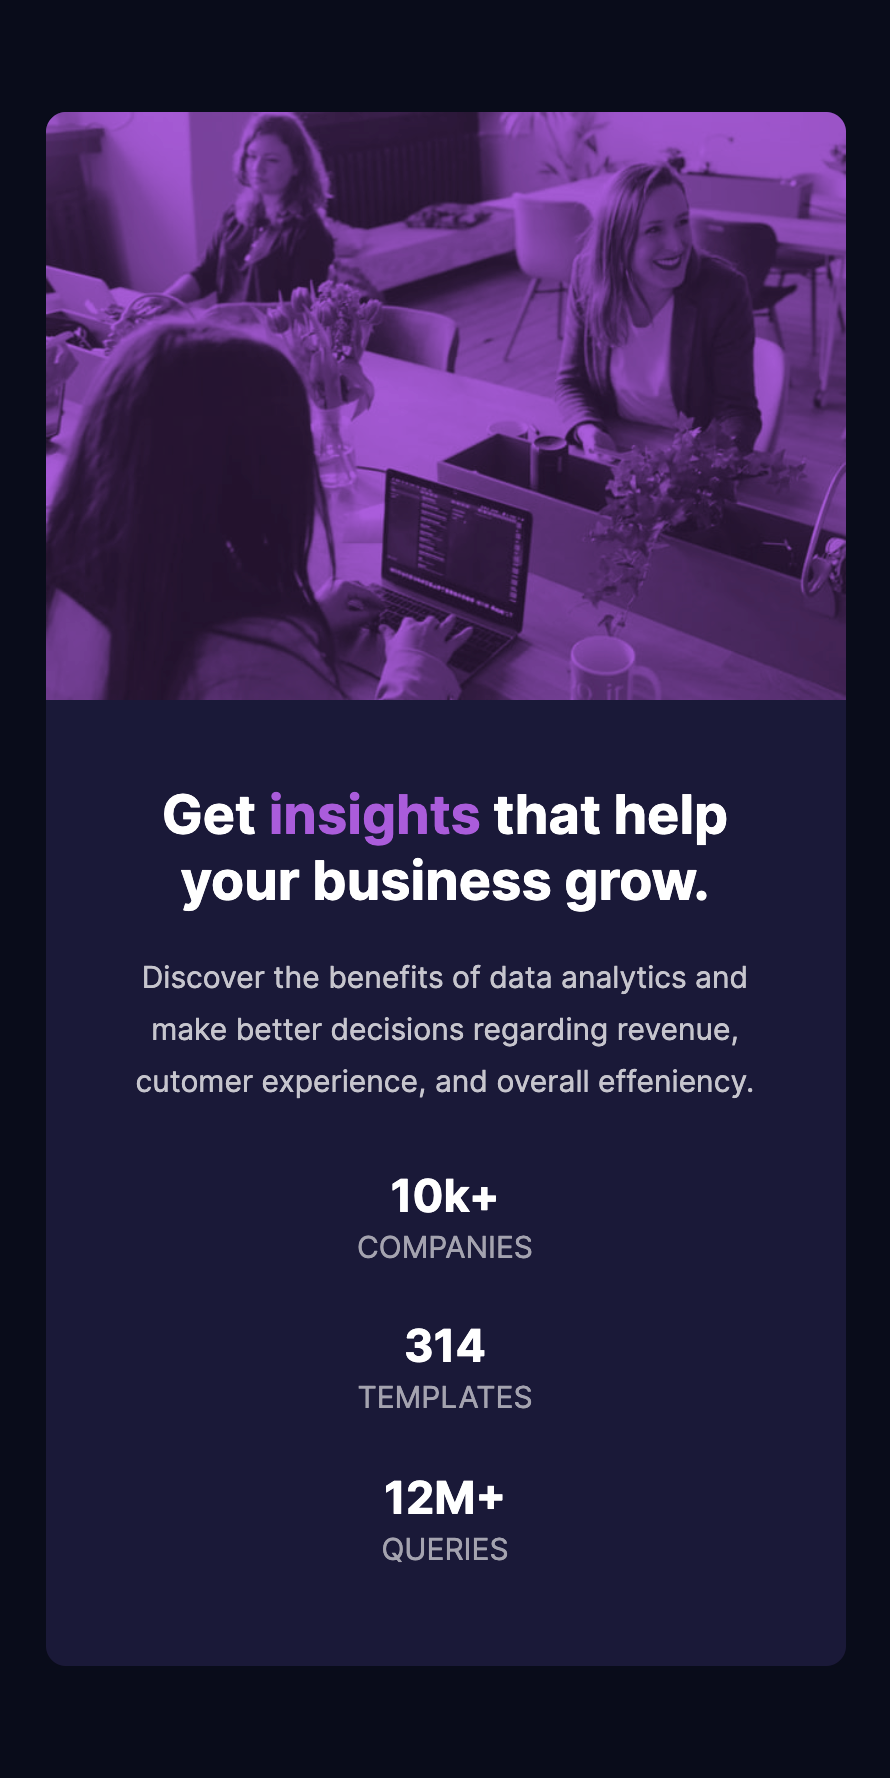 Get insights that help
your business grow.
Discover the benefits of data analytics and
make better decisions regarding revenue,
cutomer experience, and overall effeniency.
10k+
COMPANIES
314
TEMPLATES
12M+
QUERIES